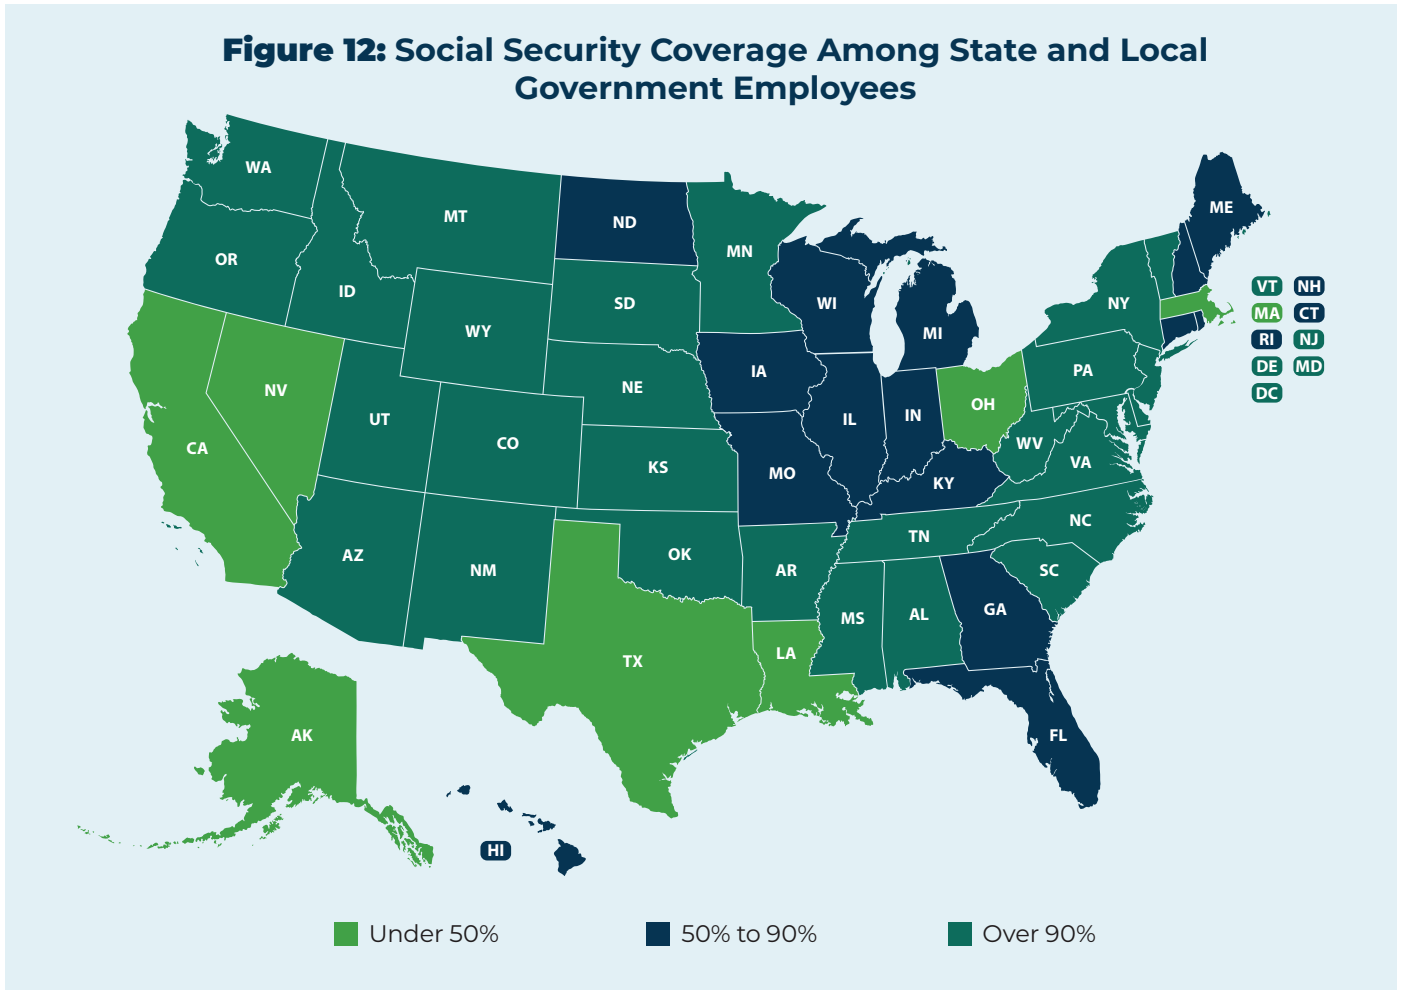 Figure 12: Social Security Coverage Among State and Local
Government Employees
WA
MT
ND
MN
ME
OR
ID
WY
SD
WI
MI
NY
VT NH
MA CT
RI NJ
DE MD
DC
NV
UT
CO
NE
IA
IL
IN
OH
PA
CA
KS
MO
KY
WV
VA
AZ
NM
OK
AR
TN
NC
SC
MS
AL
GA
TX
LA
FL
AK
HI
Under 50%
50% to 90%
Over 90%